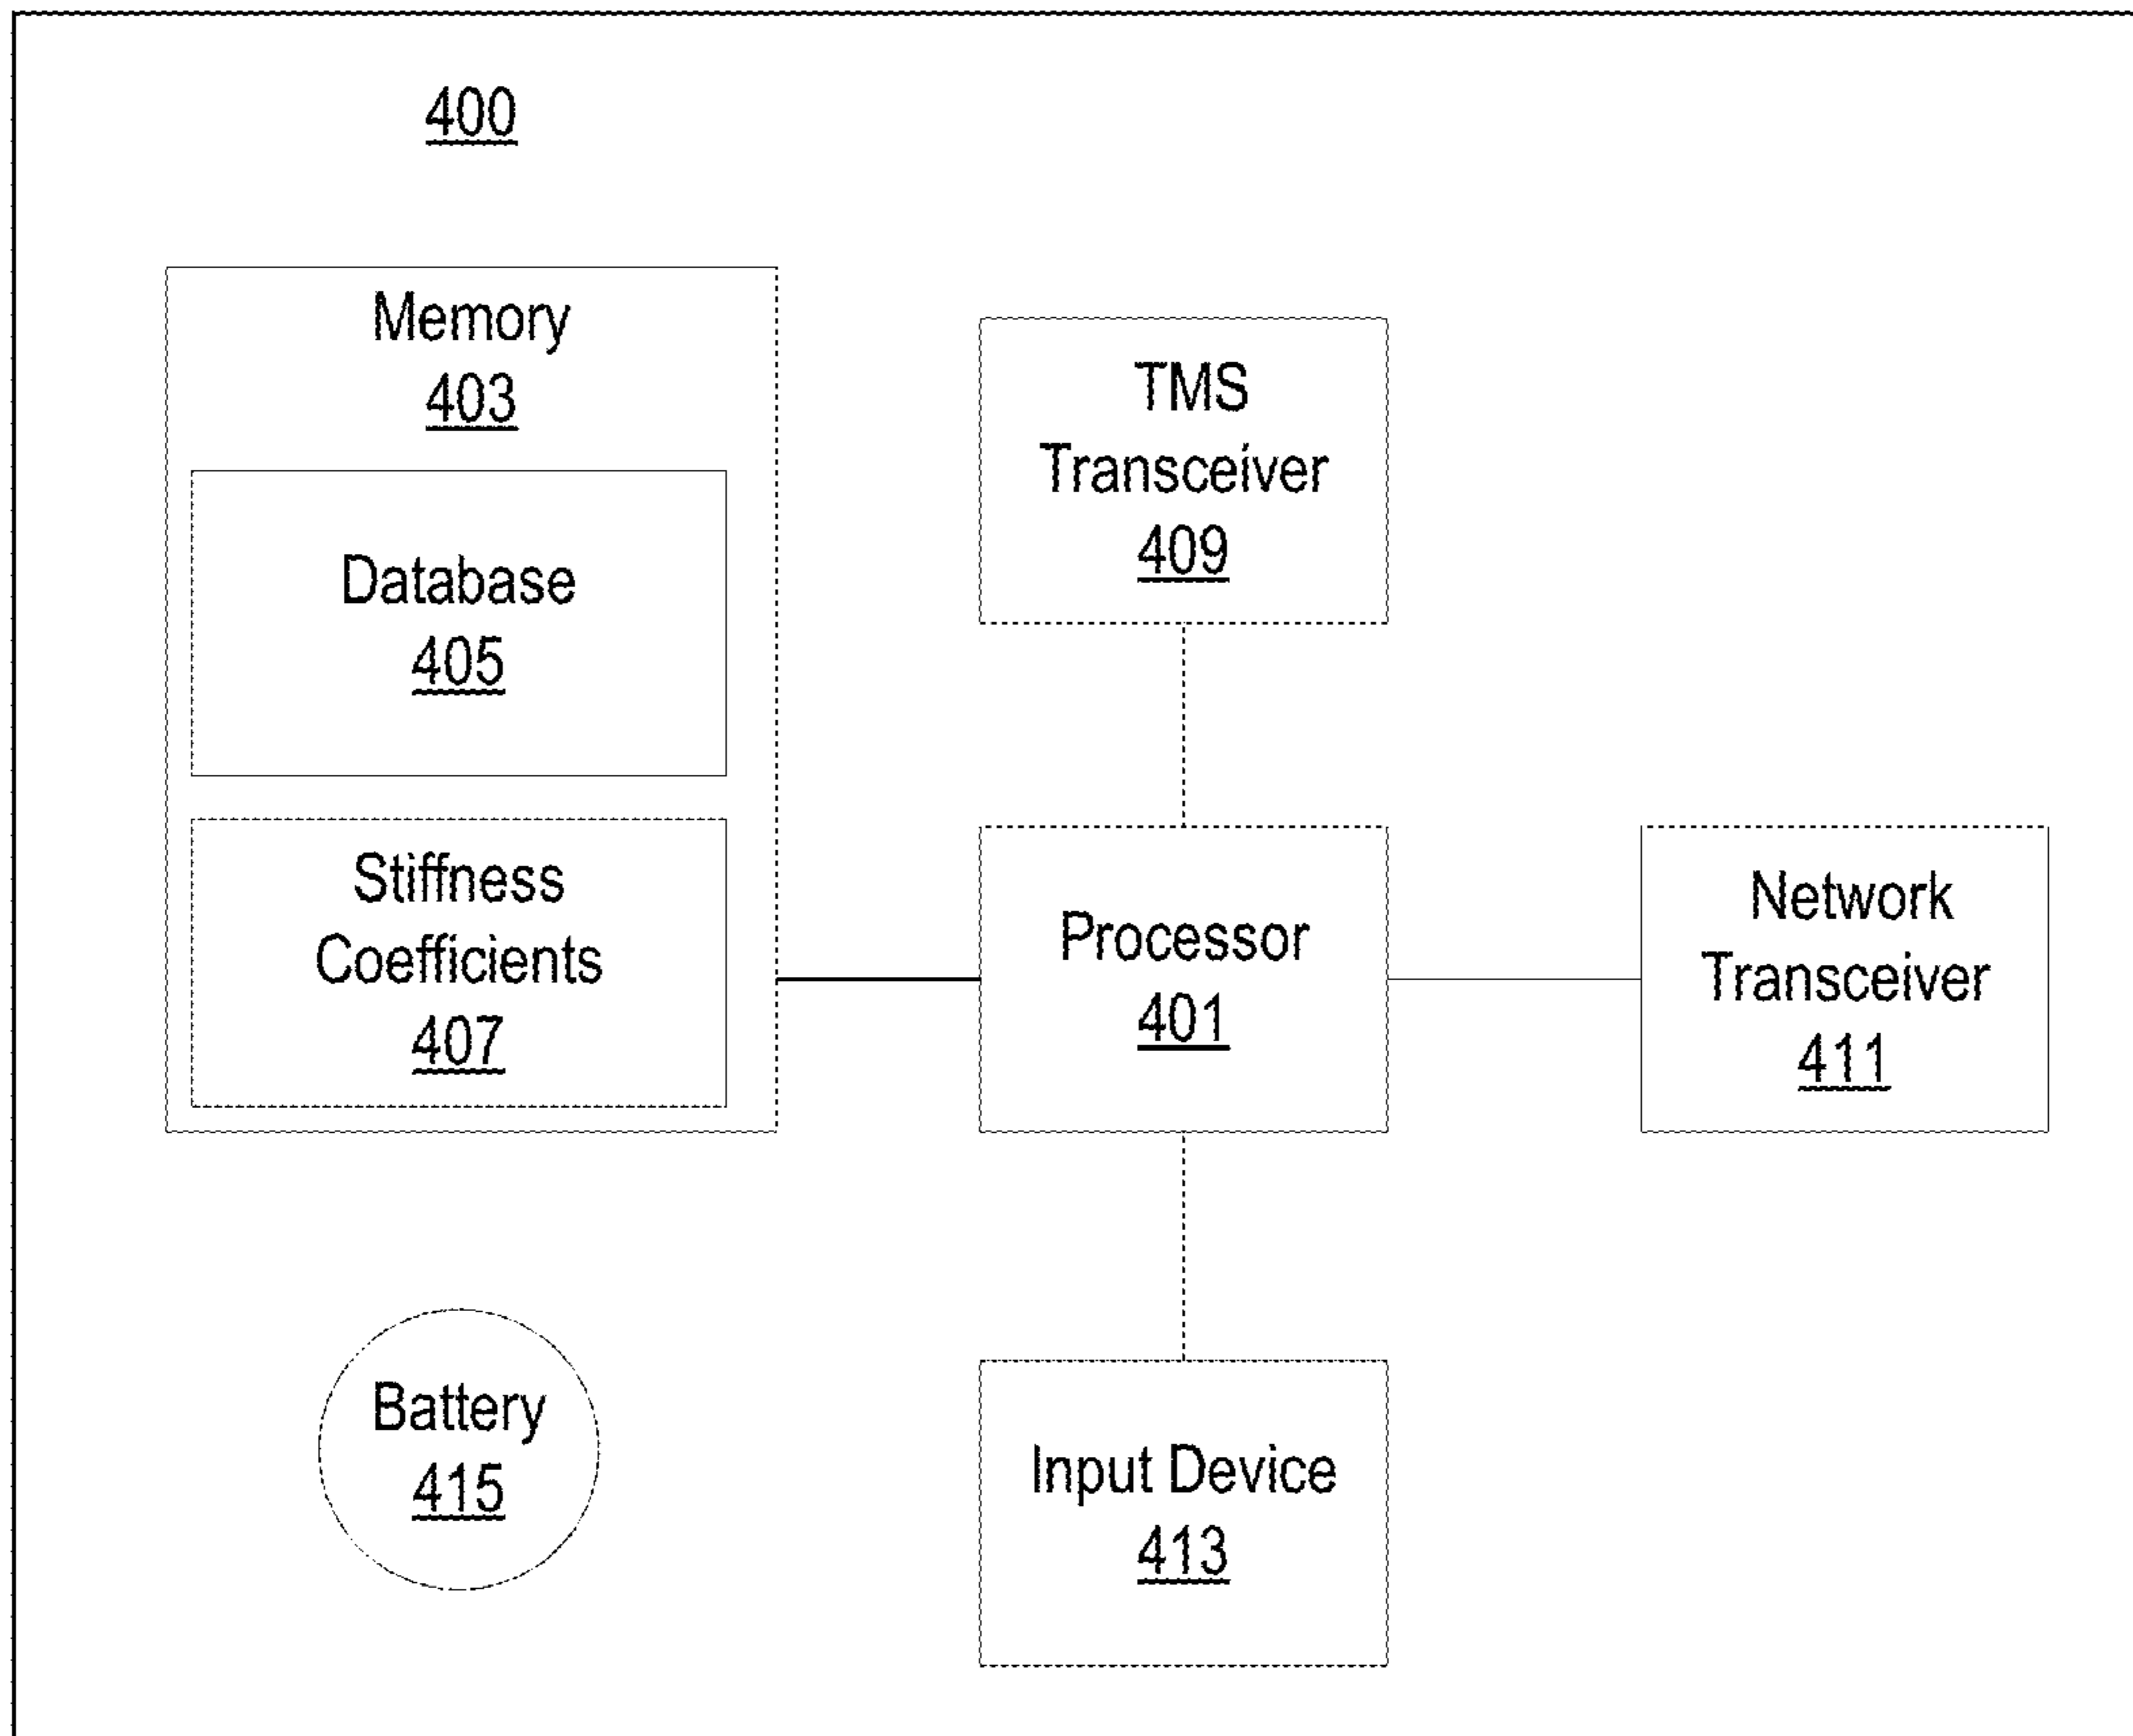 400
Memory
403
Database
405
Stiffness
Coefficients
407
TMS
Transceiver
409
Processor
401
Network
Transceiver
411
Battery
415
Input Device
413